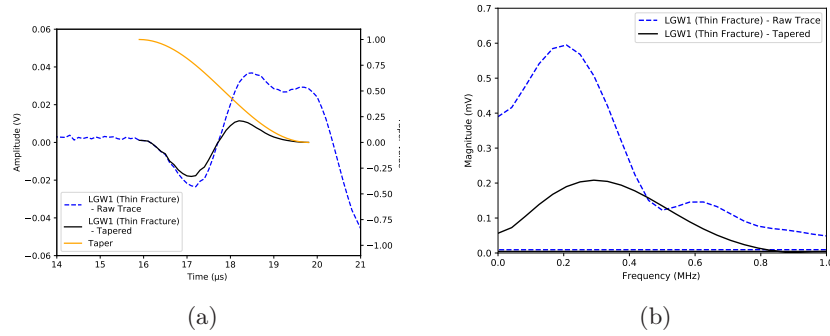 0.06
0.04
0.02
0.00
−0.02
−0.04
−0.06
Amplitude (V)
14
15
16
17
18
19
20
21
Time (μs)
1.00
0.75
0.50
0.25
0.00
−0.25
−0.50
−0.75
−1.00
LGW1 (Thin Fracture)
- Raw Trace
LGW1 (Thin Fracture)
- Tapered
Taper
(a)
0.7
0.6
0.5
0.4
0.3
0.2
0.1
0.0
Magnitude (mV)
0.0
0.2
0.4
0.6
0.8
1.0
Frequency (MHz)
LGW1 (Thin Fracture) - Raw Trace
LGW1 (Thin Fracture) - Tapered
(b)